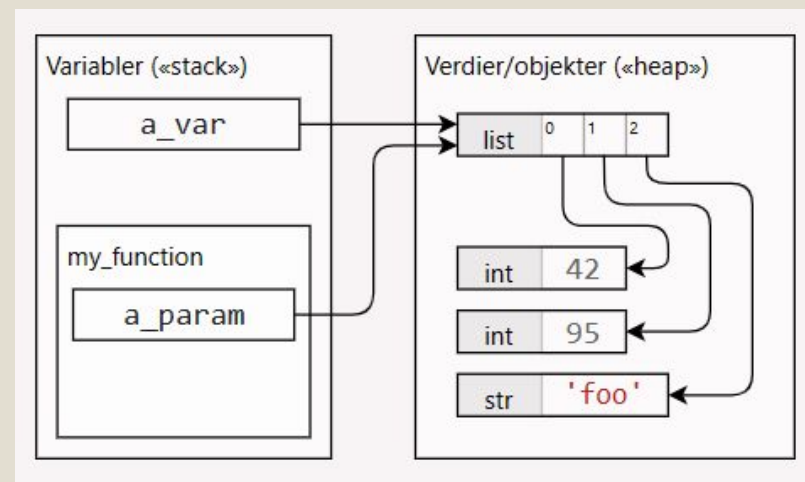 Variabler («stack»)
a_var
my_function
a_param
Verdier/objekter («heap»)
list 0 1 2
int 42
int 95
str 'foo'